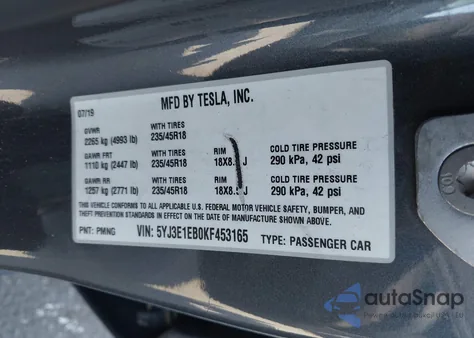 MFD BY TESLA, INC.
07/19
GVWR WITH TIRES
2265 kg (4993 lb) 235/45R18
GAWR FRT WITH TIRES RIM COLD TIRE PRESSURE
1110 kg (2447 lb) 235/45R18 18X8. J 290 kPa, 42 psi
GAWR RR WITH TIRES RIM COLD TIRE PRESSURE
1257 kg (2771 lb) 235/45R18 18X8. J 290 kPa, 42 psi
THIS VEHICLE CONFORMS TO ALL APPLICABLE U.S. FEDERAL MOTOR VEHICLE SAFETY, BUMPER, AND
THEFT PREVENTION STANDARDS IN EFFECT ON THE DATE OF MANUFACTURE SHOWN ABOVE.
PNT: PMNG VIN: 5YJ3E1EB0KF453165 TYPE: PASSENGER CAR
autoSnap